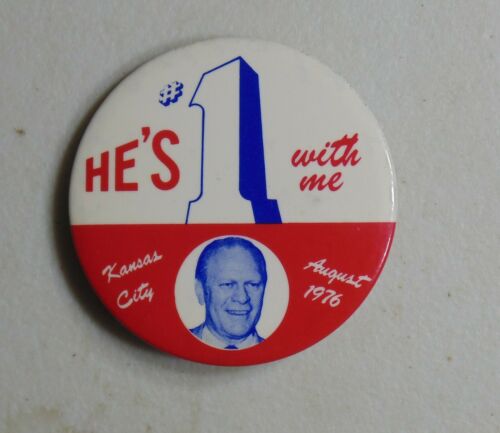 HE'S #1 with
me
Kansas
City
August
1976